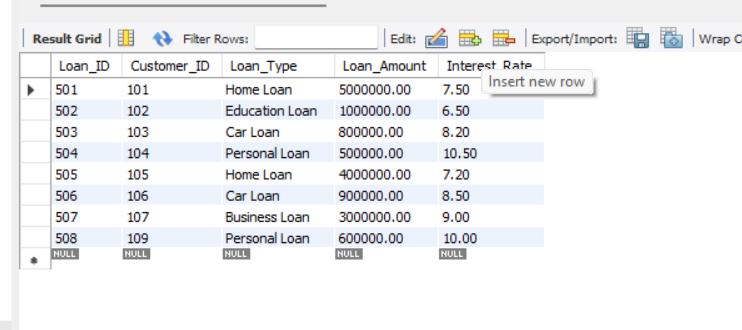 Result Grid Filter Rows: Edit: Export/Import: Wrap C
Loan_ID Customer_ID Loan_Type Loan_Amount Interest_Rate
Insert new row
501 101 Home Loan 5000000.00 7.50
502 102 Education Loan 1000000.00 6.50
503 103 Car Loan 800000.00 8.20
504 104 Personal Loan 500000.00 10.50
505 105 Home Loan 4000000.00 7.20
506 106 Car Loan 900000.00 8.50
507 107 Business Loan 3000000.00 9.00
508 109 Personal Loan 600000.00 10.00
NULL NULL NULL NULL NULL